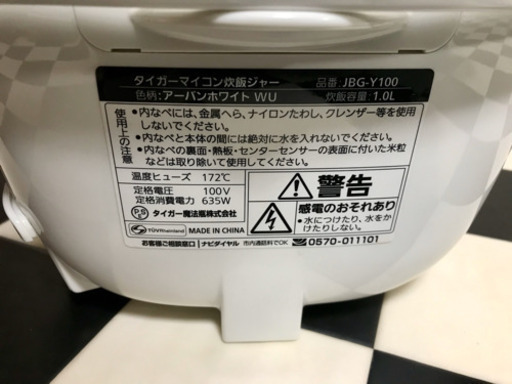 タイガーマイコン炊飯ジャー 品番:JBG-Y100
色柄:アーバンホワイト WU 炊飯容量:1.0L
使用上の注意
•内なべには、金属へら、ナイロンたわし、クレンザー等を使用
しないでください。
•内なべと本体の間には絶対に水を入れないでください。
•内なべの裏面・熱板・センターセンサーの表面に付いた米粒
などは取り除いて使用してください。
温度ヒューズ 172℃
定格電圧 100V
定格消費電力 635W
PS タイガー魔法瓶株式会社
TÜVRheinland MADE IN CHINA
警告
感電のおそれあり
•水につけたり、水をか
けたりしない。
お客様ご相談窓口 ナビダイヤル 市内通話料でOK 0570-011101